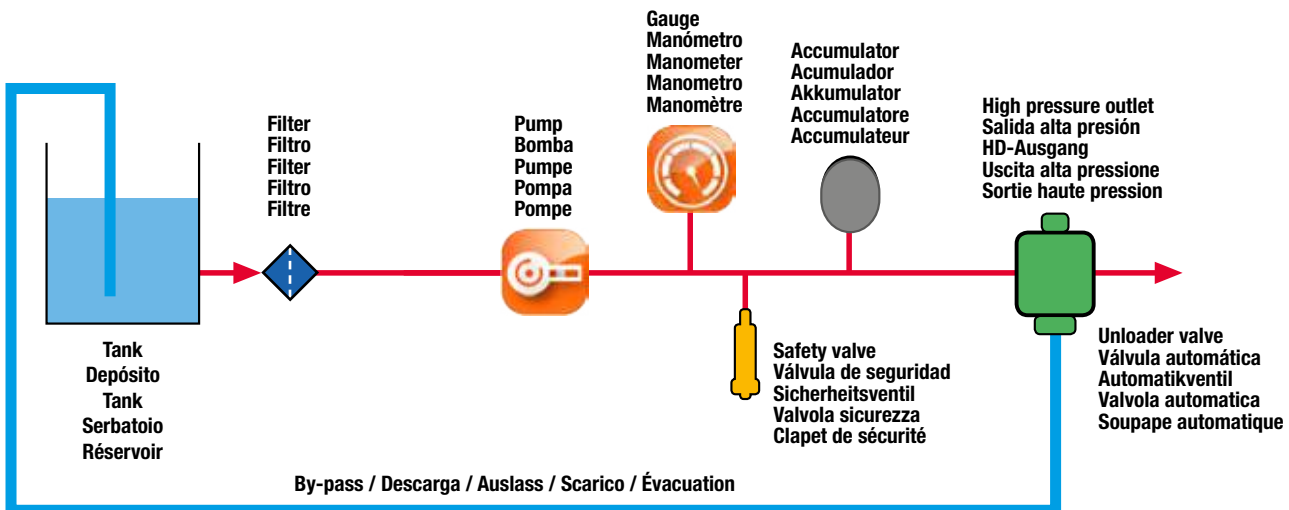 Gauge
Manómetro
Manometer
Manometro
Manomètre
Accumulator
Acumulador
Akkumulator
Accumulatore
Accumulateur
High pressure outlet
Salida alta presión
HD-Ausgang
Uscita alta pressione
Sortie haute pression
Filter
Filtro
Filter
Filtro
Filtre
Pump
Bomba
Pumpe
Pompa
Pompe
Tank
Depósito
Tank
Serbatoio
Réservoir
Safety valve
Válvula de seguridad
Sicherheitsventil
Valvola sicurezza
Clapet de sécurité
Unloader valve
Válvula automática
Automatikventil
Valvola automatica
Soupape automatique
By-pass / Descarga / Auslass / Scarico / Évacuation